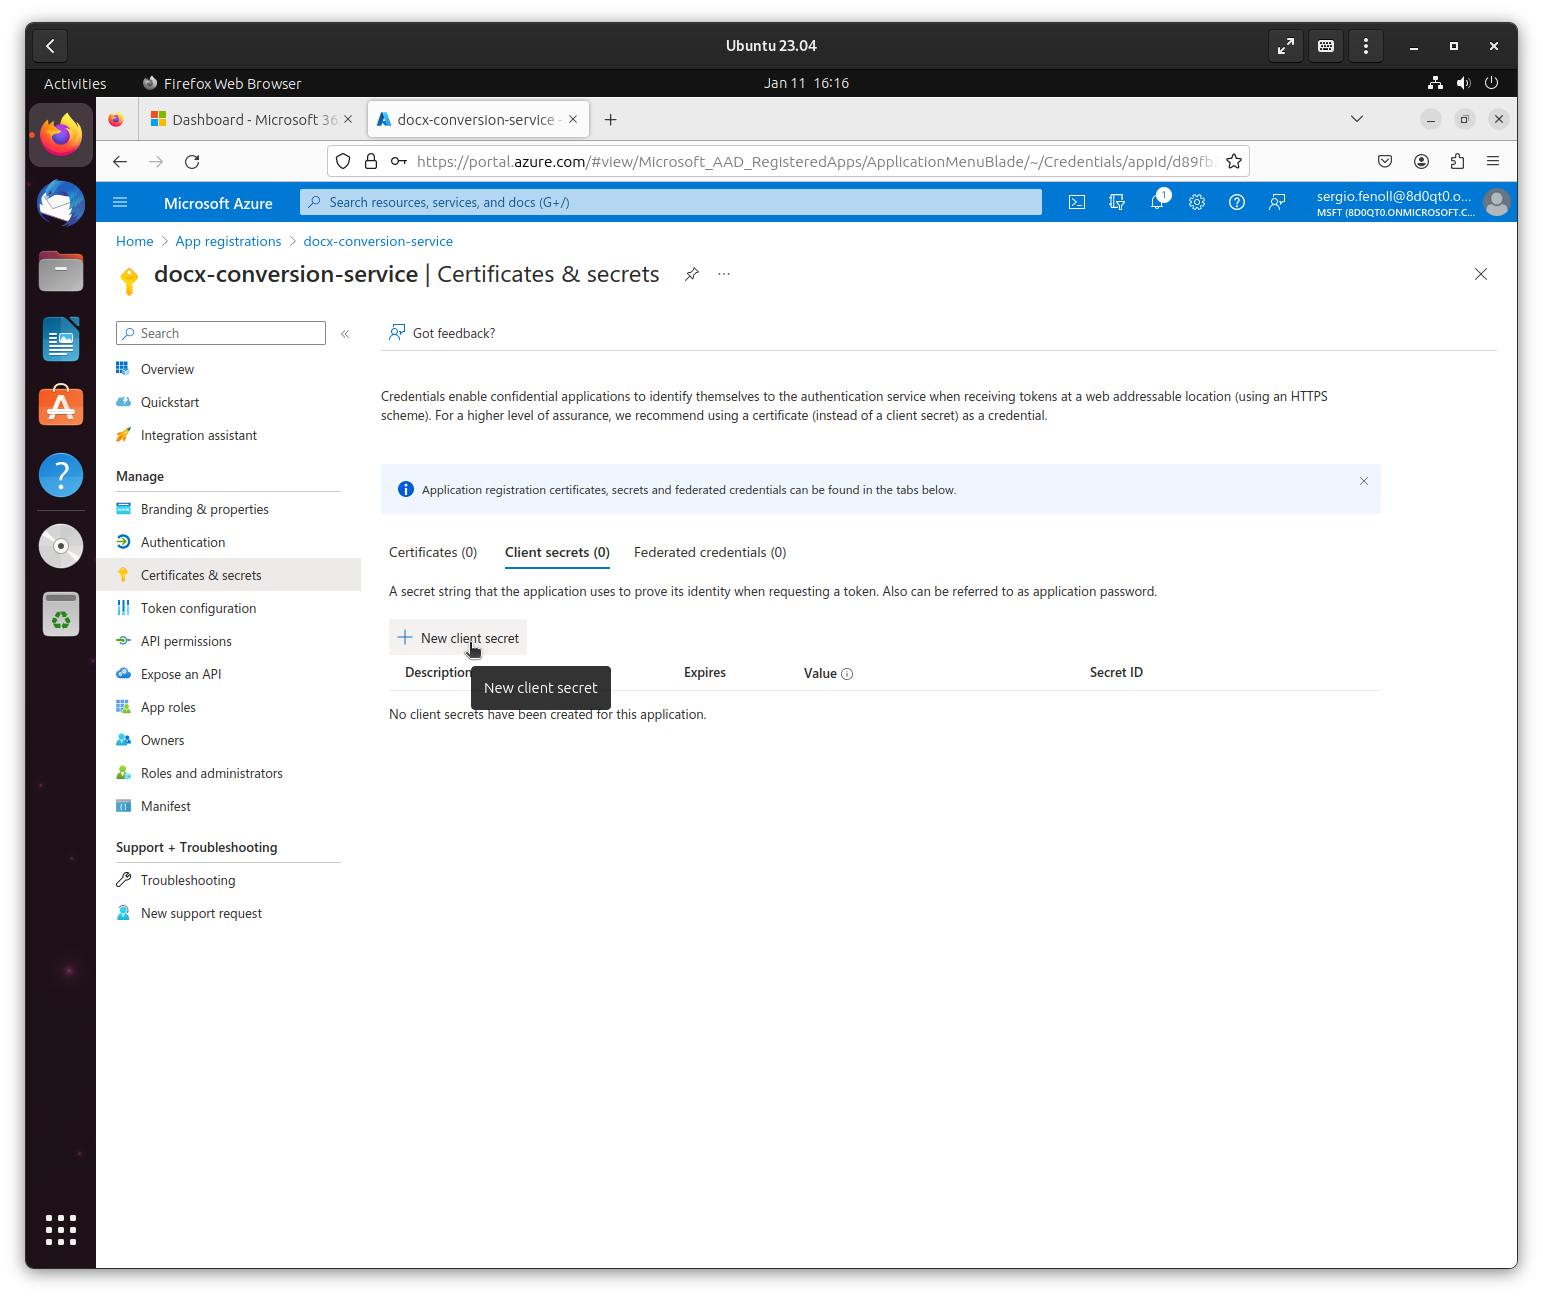 Ubuntu 23.04
Activities
Firefox Web Browser
Jan 11 16:16
Dashboard - Microsoft 36
docx-conversion-service -
https://portal.azure.com/#view/Microsoft_AAD_RegisteredApps/ApplicationMenuBlade/~/Credentials/appId/d89fb
Microsoft Azure
Search resources, services, and docs (G+/)
1
sergio.fenoll@8d0qt0.o...
MSFT (8D0QT0.ONMICROSOFT.C...
Home > App registrations > docx-conversion-service
docx-conversion-service | Certificates & secrets
Search
Got feedback?
Overview
Quickstart
Integration assistant
Manage
Branding & properties
Authentication
Certificates & secrets
Token configuration
API permissions
Expose an API
App roles
Owners
Roles and administrators
Manifest
Support + Troubleshooting
Troubleshooting
New support request
Credentials enable confidential applications to identify themselves to the authentication service when receiving tokens at a web addressable location (using an HTTPS
scheme). For a higher level of assurance, we recommend using a certificate (instead of a client secret) as a credential.
Application registration certificates, secrets and federated credentials can be found in the tabs below.
Certificates (0)
Client secrets (0)
Federated credentials (0)
A secret string that the application uses to prove its identity when requesting a token. Also can be referred to as application password.
New client secret
Description
Expires
Value
Secret ID
New client secret
No client secrets have been created for this application.